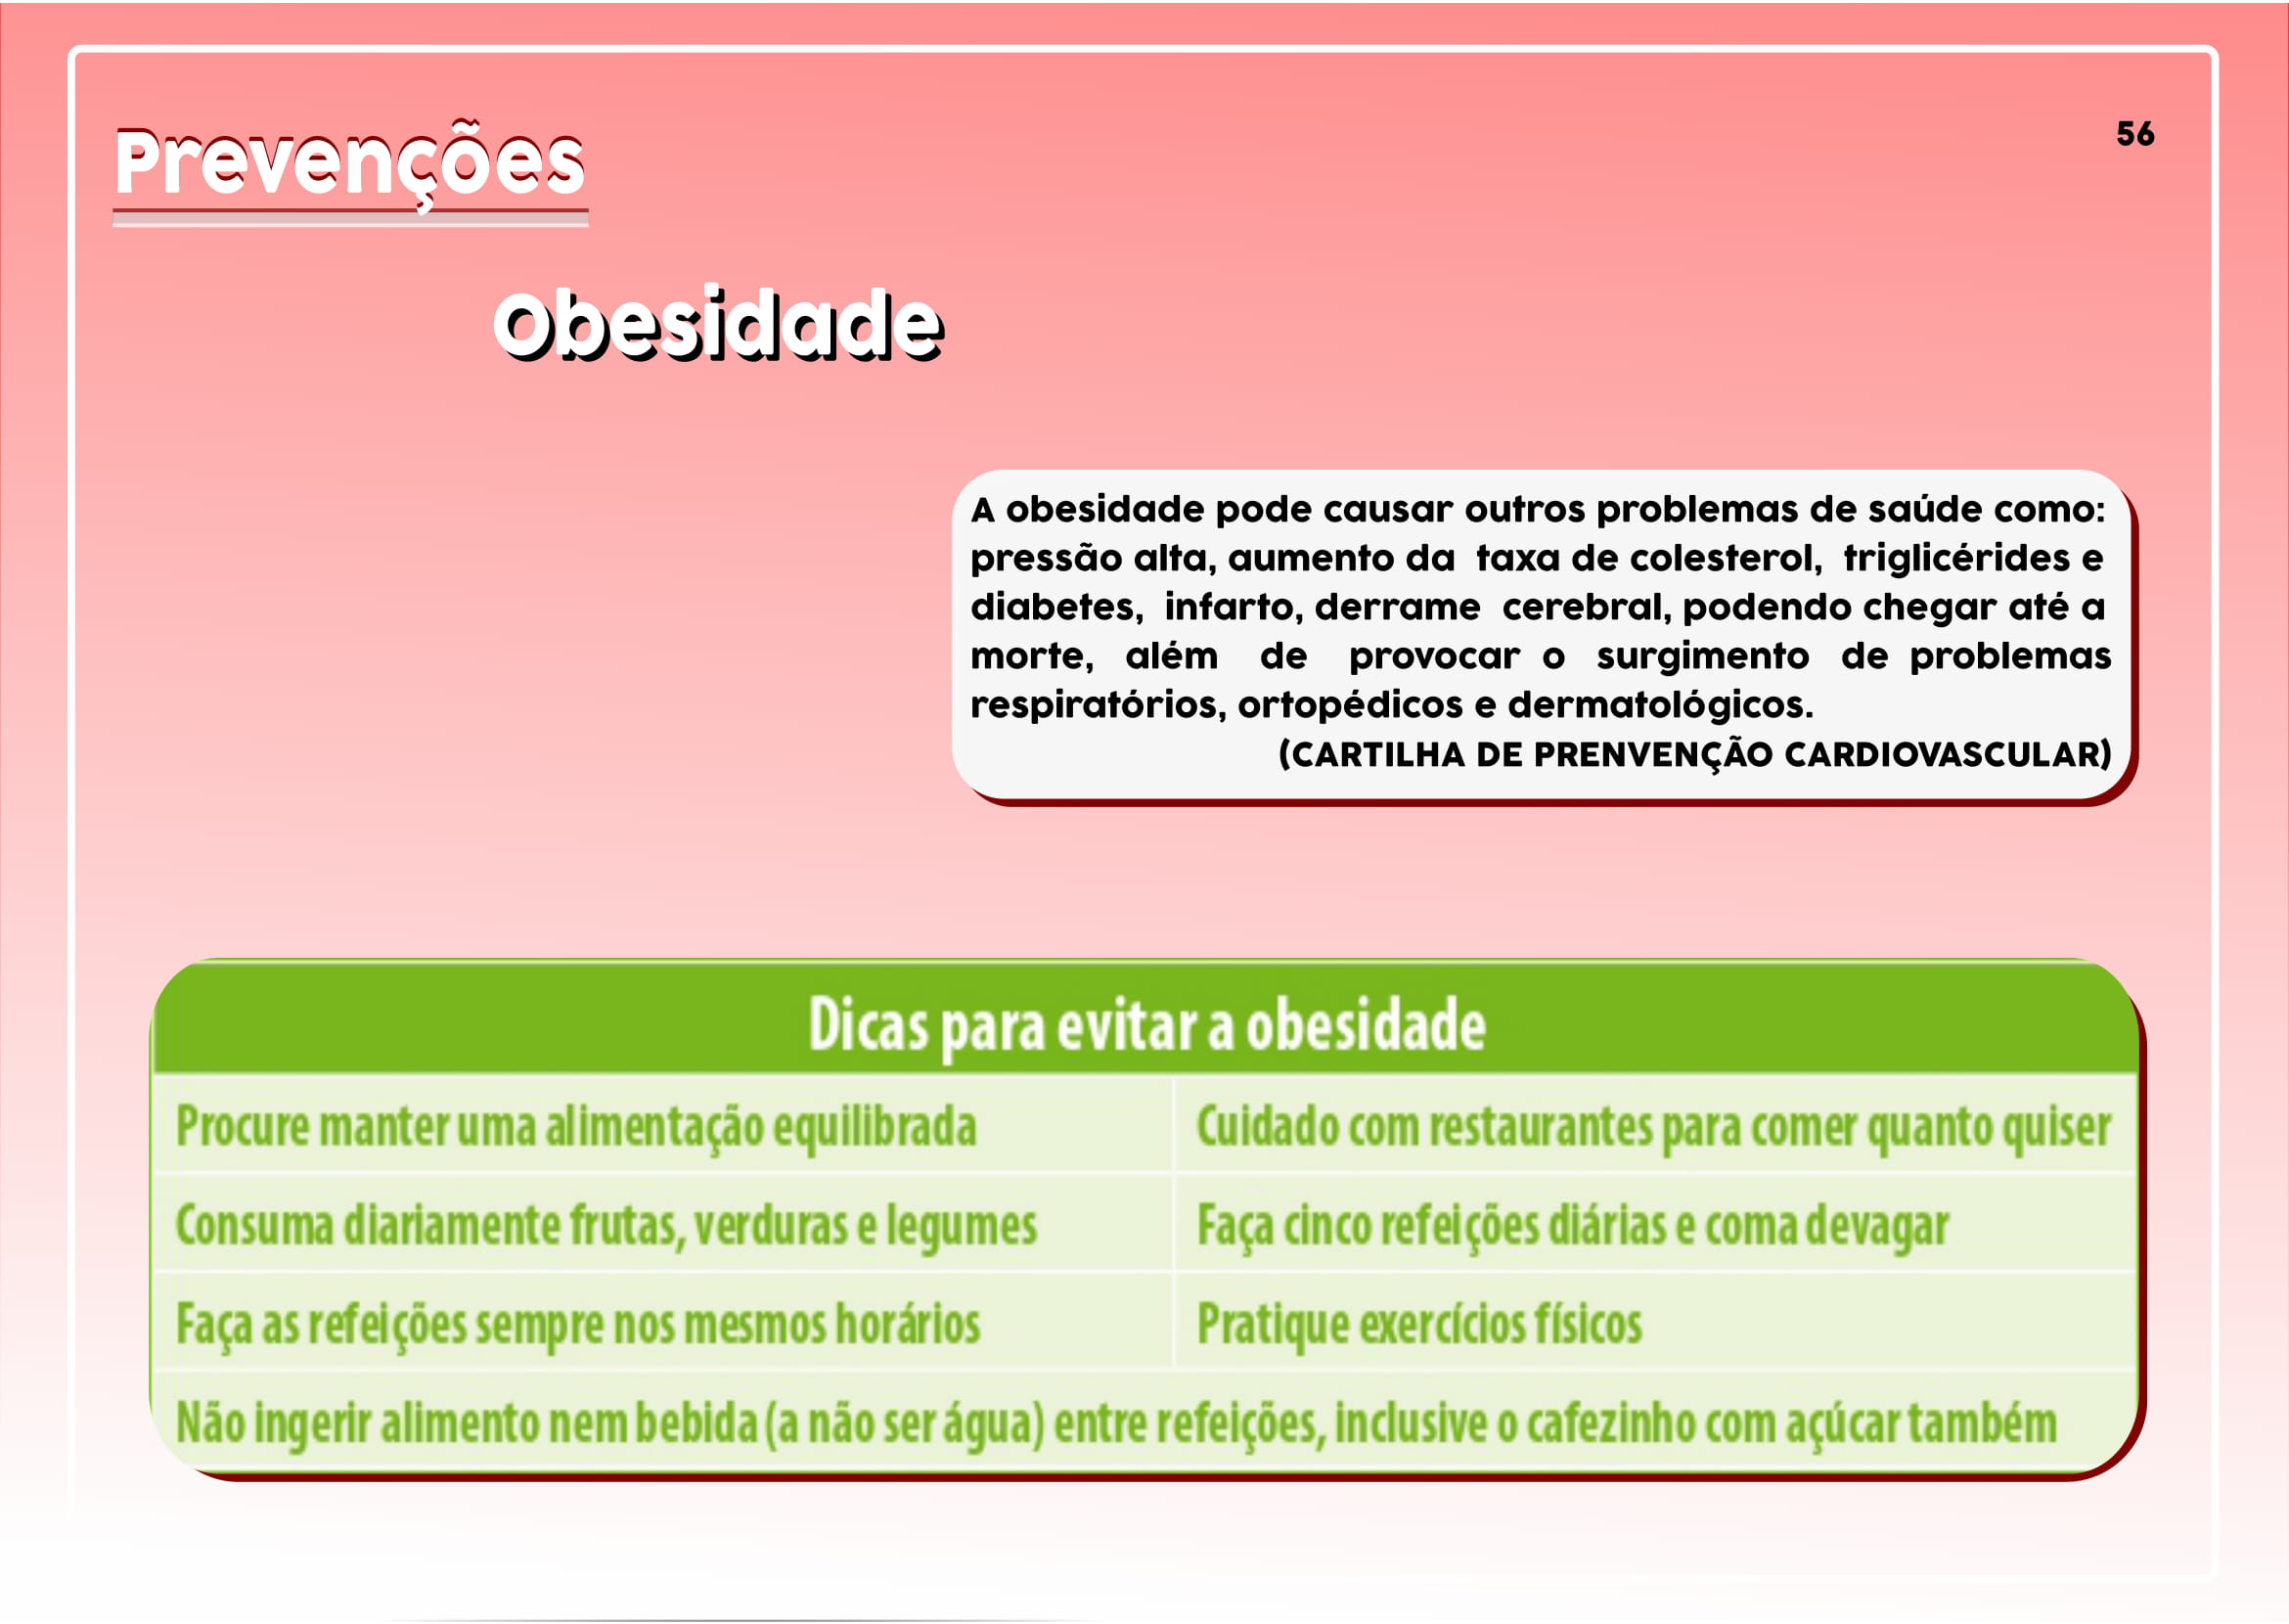 Prevenções
56
Obesidade
A obesidade pode causar outros problemas de saúde como:
pressão alta, aumento da taxa de colesterol, triglicérides e
diabetes, infarto, derrame cerebral, podendo chegar até a
morte, além de provocar o surgimento de problemas
respiratórios, ortopédicos e dermatológicos.
(CARTILHA DE PRENVENÇÃO CARDIOVASCULAR)
Dicas para evitar a obesidade
Procure manter uma alimentação equilibrada
Cuidado com restaurantes para comer quanto quiser
Consuma diariamente frutas, verduras e legumes
Faça cinco refeições diárias e coma devagar
Faça as refeições sempre nos mesmos horários
Pratique exercícios físicos
Não ingerir alimento nem bebida (a não ser água) entre refeições, inclusive o cafezinho com açúcar também